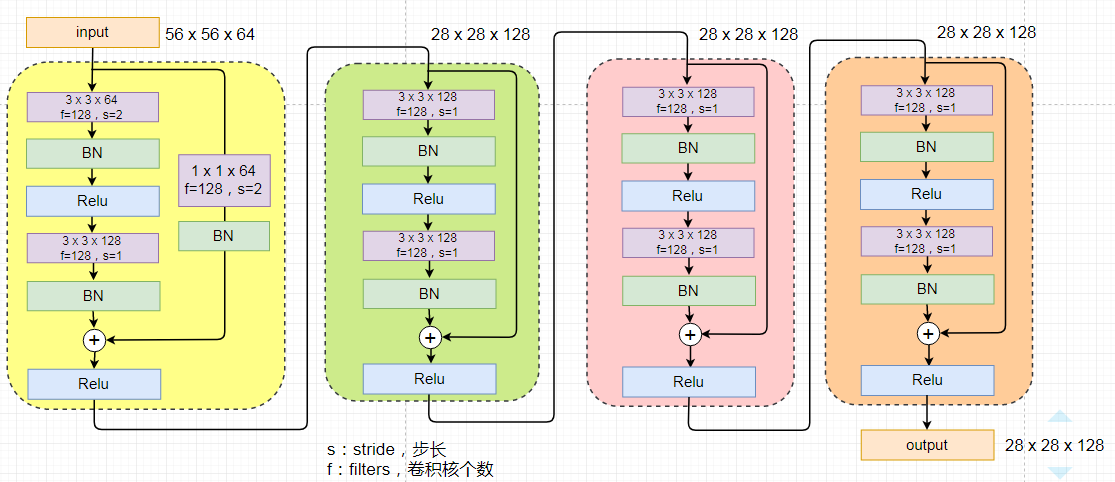 input
56 x 56 x 64
3 x 3 x 64
f=128，s=2
BN
Relu
3 x 3 x 128
f=128，s=1
BN
1 x 1 x 64
f=128，s=2
BN
+
Relu
28 x 28 x 128
3 x 3 x 128
f=128，s=1
BN
Relu
3 x 3 x 128
f=128，s=1
BN
+
Relu
28 x 28 x 128
3 x 3 x 128
f=128，s=1
BN
Relu
3 x 3 x 128
f=128，s=1
BN
+
Relu
28 x 28 x 128
3 x 3 x 128
f=128，s=1
BN
Relu
3 x 3 x 128
f=128，s=1
BN
+
Relu
output
28 x 28 x 128
s：stride，步长
f：filters，卷积核个数